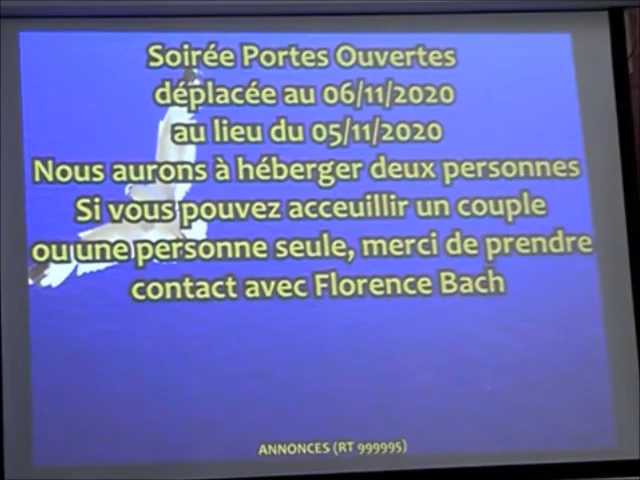 Soirée Portes Ouvertes
déplacée au 06/11/2020
au lieu du 05/11/2020
Nous aurons à héberger deux personnes
Si vous pouvez acceuillir un couple
ou une personne seule, merci de prendre
contact avec Florence Bach
ANNONCES (RT 999995)